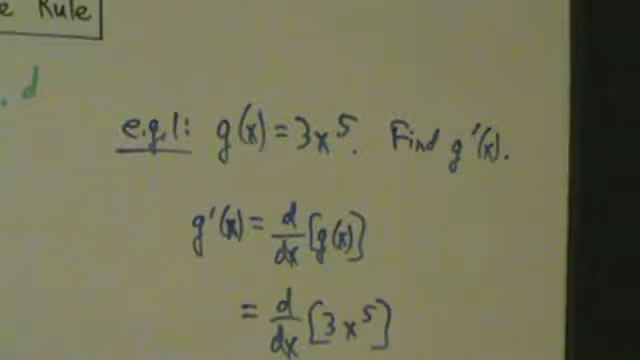 e Rule
. d
e.g.1: g(x) = 3x⁵. Find g'(x).
g'(x) = d/dx [g(x)]
= d/dx [3x⁵]